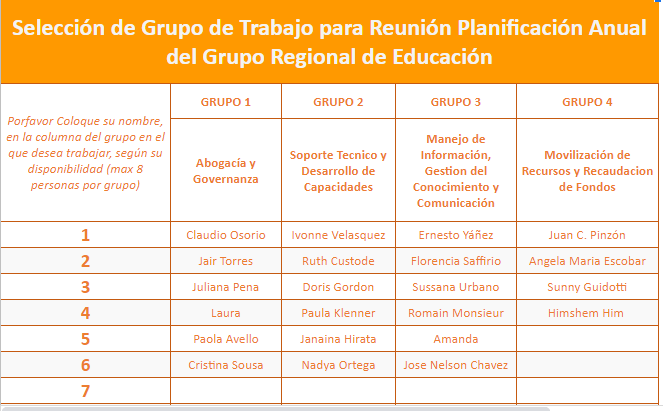 Selección de Grupo de Trabajo para Reunión Planificación Anual
del Grupo Regional de Educación
Porfavor Coloque su nombre,
en la columna del grupo en el
que desea trabajar, según su
disponibilidad (max 8
personas por grupo)
GRUPO 1 GRUPO 2 GRUPO 3 GRUPO 4
Abogacía y
Governanza
Soporte Tecnico y
Desarrollo de
Capacidades
Manejo de
Información,
Gestion del
Conocimiento y
Comunicación
Movilización de
Recursos y Recaudacion
de Fondos
1 Claudio Osorio Ivonne Velasquez Ernesto Yáñez Juan C. Pinzón
2 Jair Torres Ruth Custode Florencia Saffirio Angela Maria Escobar
3 Juliana Pena Doris Gordon Sussana Urbano Sunny Guidotti
4 Laura Paula Klenner Romain Monsieur Himshem Him
5 Paola Avello Janaina Hirata Amanda
6 Cristina Sousa Nadya Ortega Jose Nelson Chavez
7